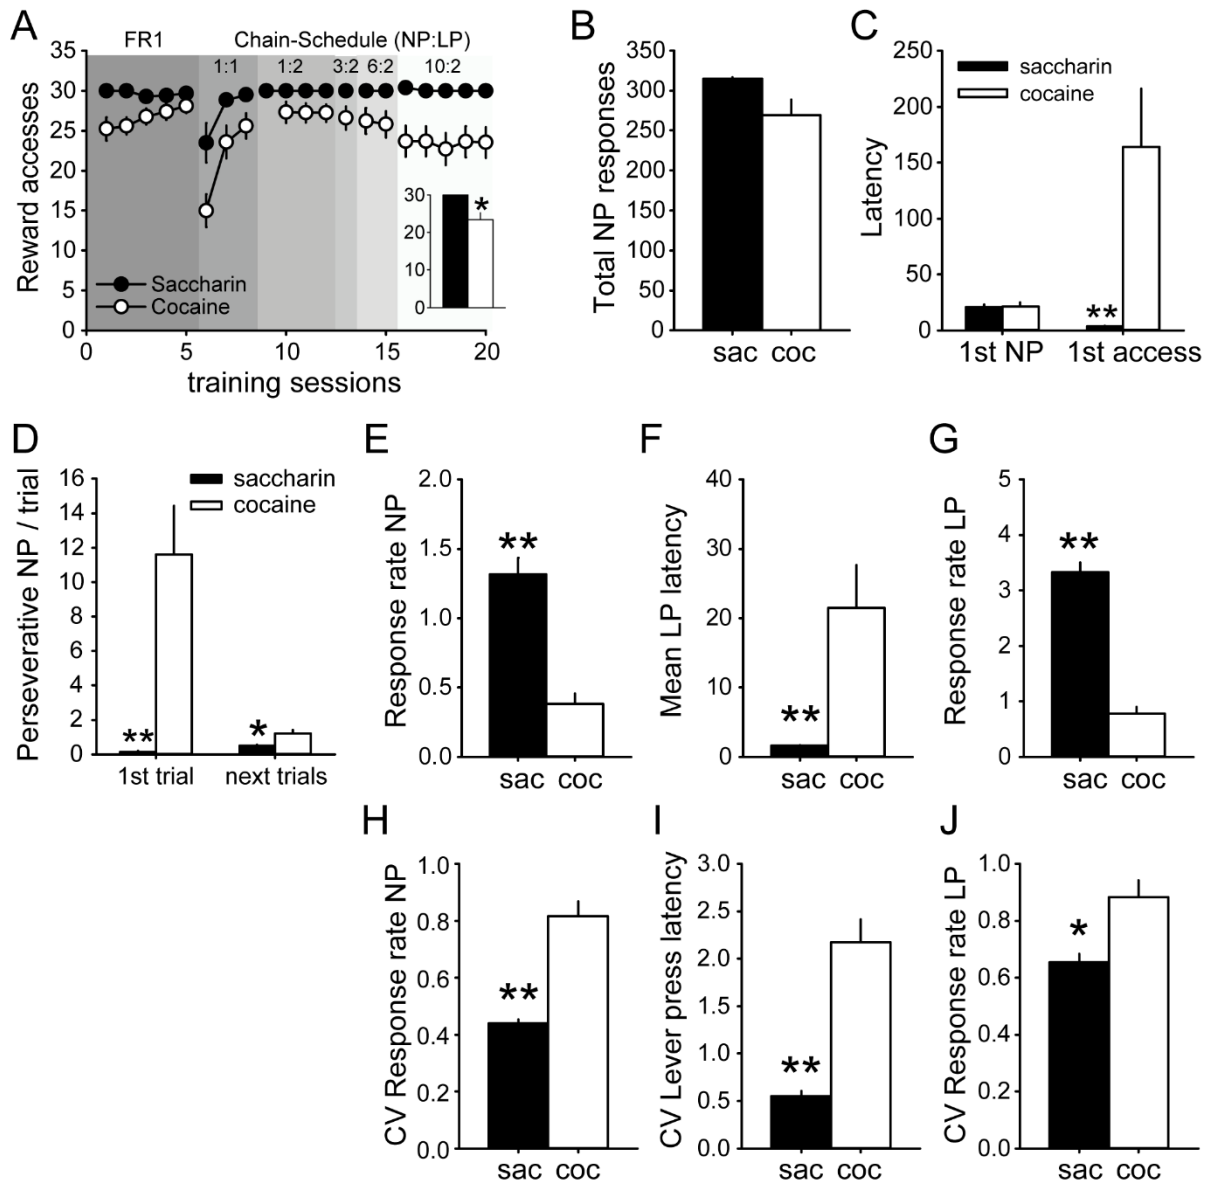 A
FR1 Chain-Schedule (NP:LP)
1:1 1:2 3:2 6:2 10:2
Reward accesses
35
30
25
20
15
10
5
0
Saccharin
Cocaine
30
20
10
0
*
0 5 10 15 20
training sessions
B
Total NP responses
350
300
250
200
150
100
50
0
sac coc
C
Latency
250
200
150
100
50
0
saccharin
cocaine
**
1st NP 1st access
D
Perseverative NP / trial
16
14
12
10
8
6
4
2
0
saccharin
cocaine
** *
1st trial next trials
E
Response rate NP
2.0
1.5
1.0
0.5
0.0
**
sac coc
F
Mean LP latency
40
30
20
10
0
**
sac coc
G
Response rate LP
5
4
3
2
1
0
**
sac coc
H
CV Response rate NP
1.0
0.8
0.6
0.4
0.2
0.0
**
sac coc
I
CV Lever press latency
3.0
2.5
2.0
1.5
1.0
0.5
0.0
**
sac coc
J
CV Response rate LP
1.0
0.8
0.6
0.4
0.2
0.0
*
sac coc